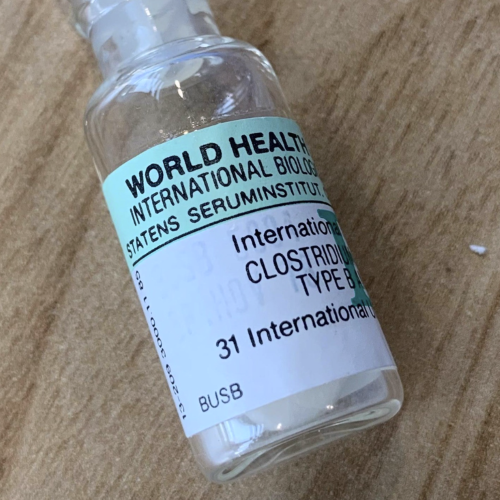 WORLD HEALTH
INTERNATIONAL BIOLOG
STATENS SERUMINSTITUT.
International
CLOSTRIDIU
TYPE B
31 International
BUSB